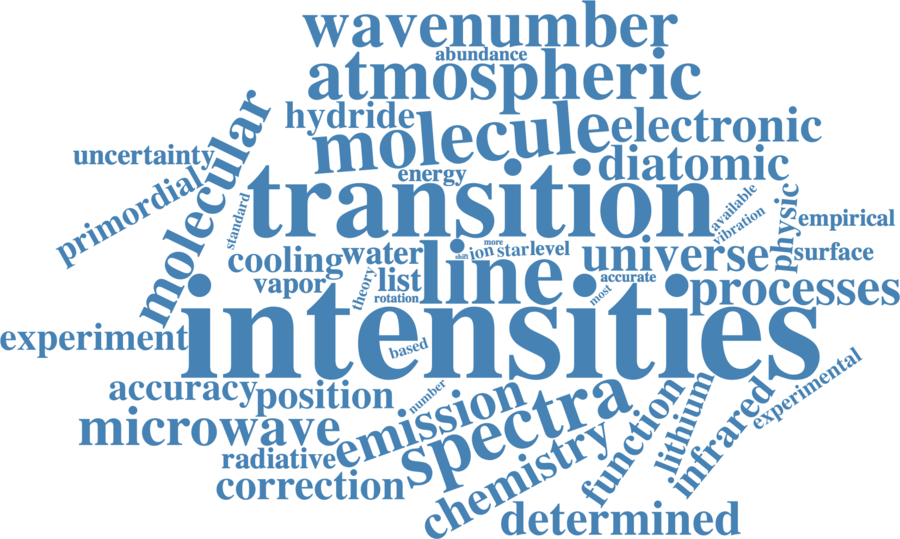 wavenumber
abundance
atmospheric
hydride
molecule
electronic
molecular
uncertainty
diatomic
energy
transition
primordial
standard
available
vibration
physic
empirical
more
shift
ion
star
level
cooling
water
line
universe
surface
vapor
theory
list
rotation
accurate
most
processes
intensities
experiment
based
accuracy
position
number
microwave
emission
spectra
function
lithium
infrared
experimental
radiative
correction
chemistry
determined